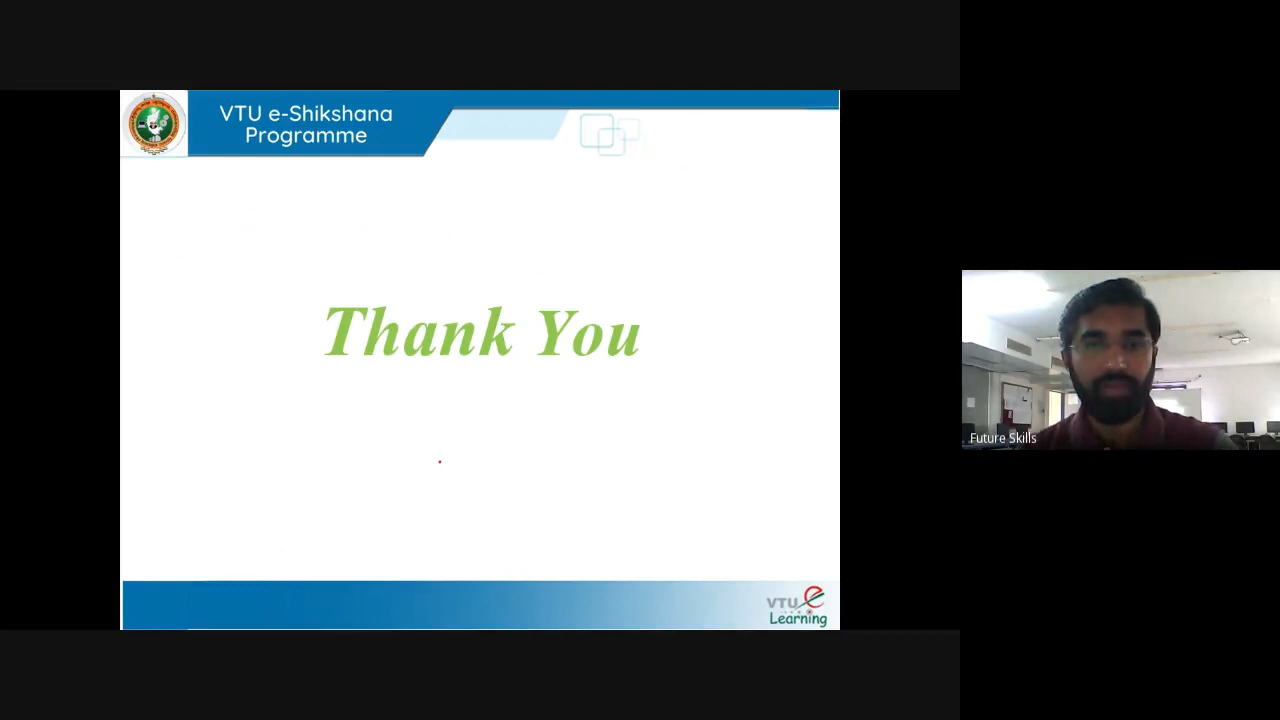 VTU e-Shikshana
Programme
Thank You
Future Skills
VTU e
Learning